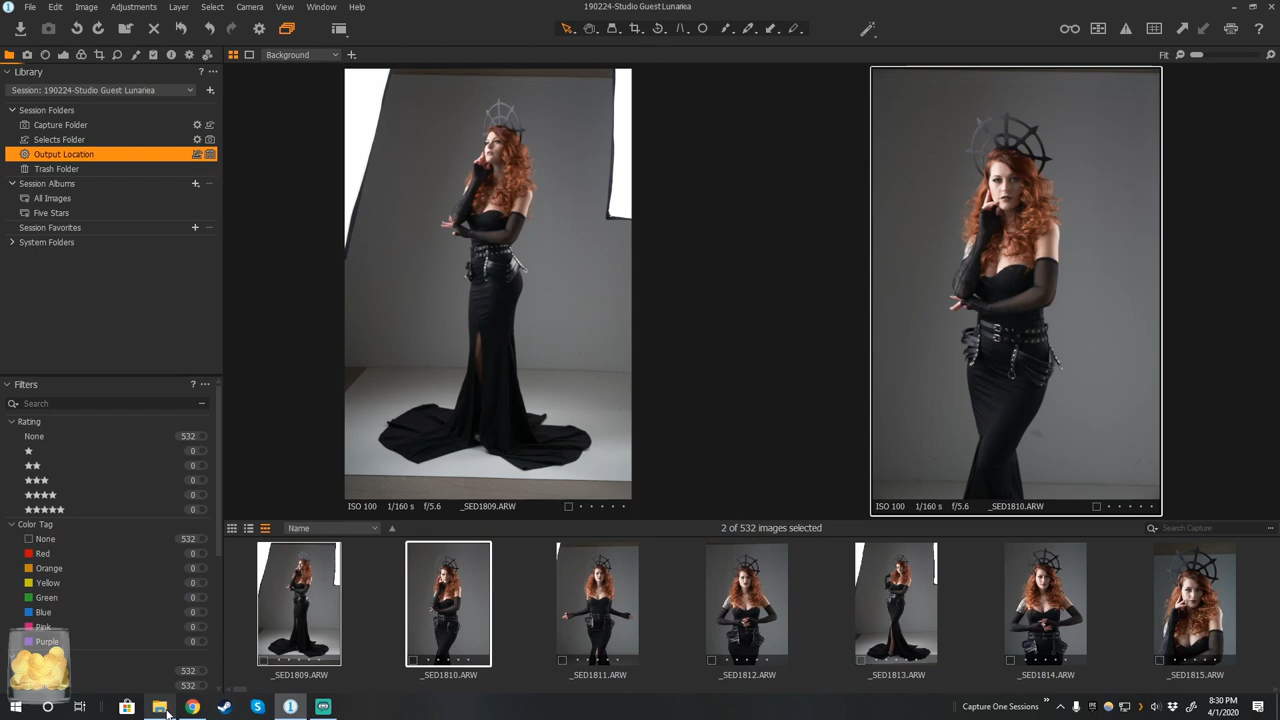 File Edit View Adjustments Layer Select Camera Image Window Help
190224-Studio Guest Lunariea
Background
Fit
Library ? ...
Session: 190224-Studio Guest Lunariea
Session Folders
Capture Folder
Selects Folder
Output Location
Trash Folder
Session Albums
All Images
Five Stars
Session Favorites
System Folders
ISO 100 1/160 s f/5.6 _SED1809.ARW
ISO 100 1/160 s f/5.6 _SED1810.ARW
Filters ? ...
Search
Rating
None 532
0
0
0
0
0
Color Tag
None 532
Red 0
Orange 0
Yellow 0
Green 0
Blue 0
Pink 0
Purple 0
532
532
Name
2 of 532 images selected
Search Capture
_SED1809.ARW
_SED1810.ARW
_SED1811.ARW
_SED1812.ARW
_SED1813.ARW
_SED1814.ARW
_SED1815.ARW
Capture One Sessions
8:30 PM
4/1/2020